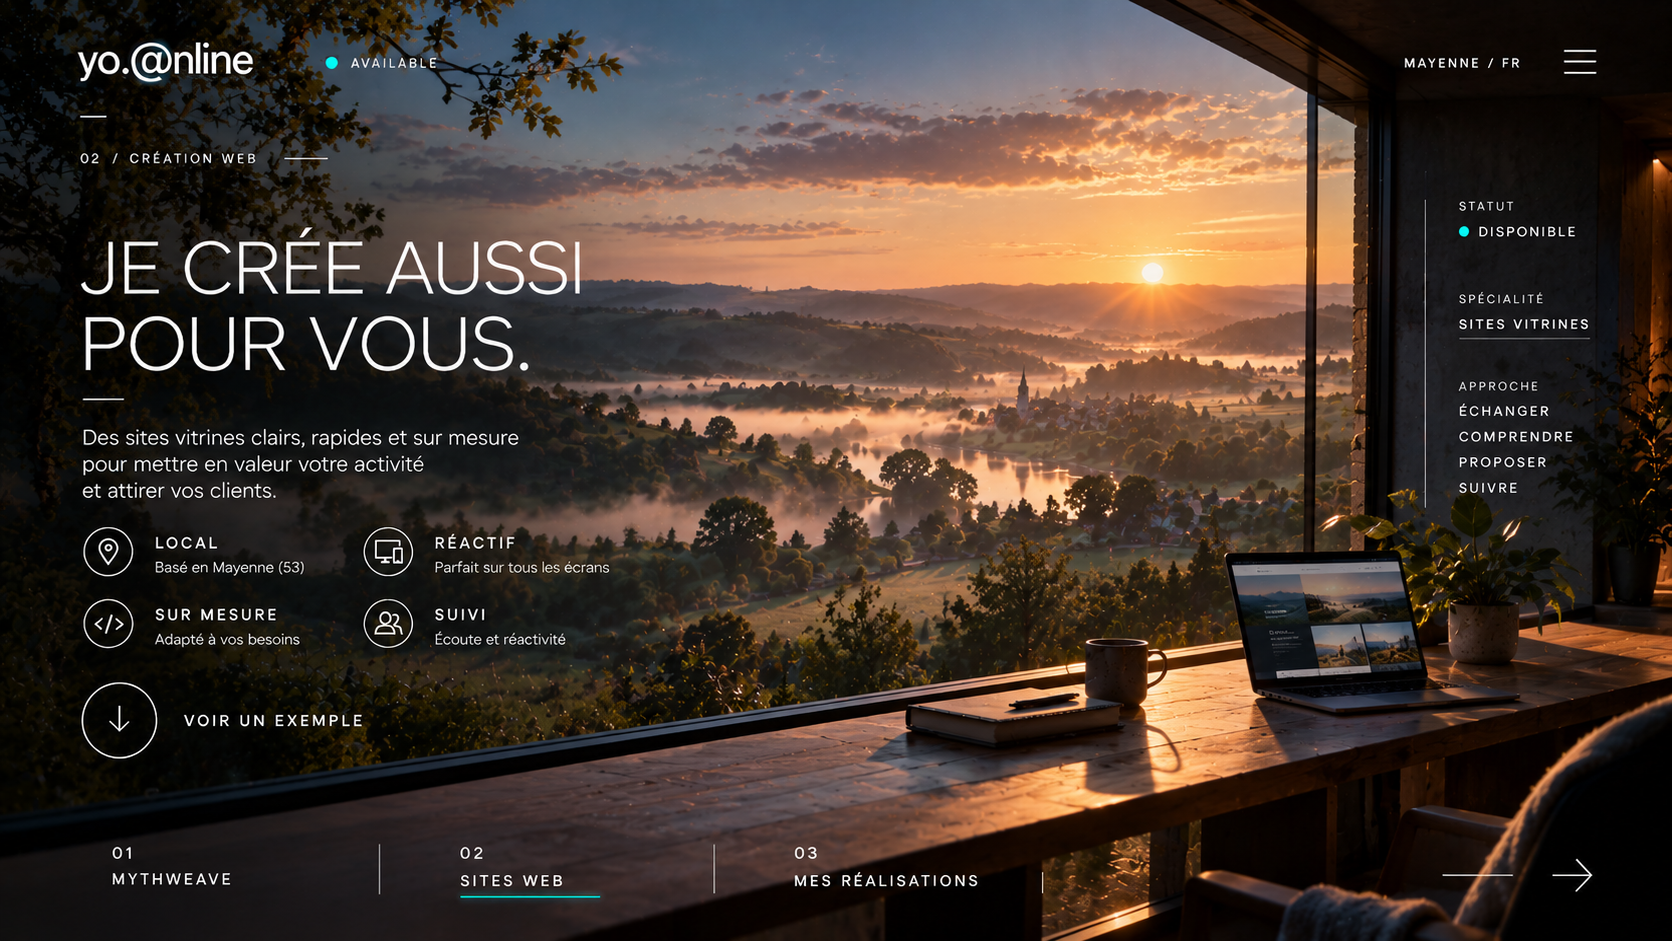 yo.@nline
AVAILABLE
MAYENNE / FR
02 / CRÉATION WEB
JE CRÉE AUSSI
POUR VOUS.
Des sites vitrines clairs, rapides et sur mesure
pour mettre en valeur votre activité
et attirer vos clients.
LOCAL
Basé en Mayenne (53)
RÉACTIF
Parfait sur tous les écrans
SUR MESURE
Adapté à vos besoins
SUIVI
Écoute et réactivité
VOIR UN EXEMPLE
STATUT
DISPONIBLE
SPÉCIALITÉ
SITES VITRINES
APPROCHE
ÉCHANGER
COMPRENDRE
PROPOSER
SUIVRE
01
MYTHWEAVE
02
SITES WEB
03
MES RÉALISATIONS